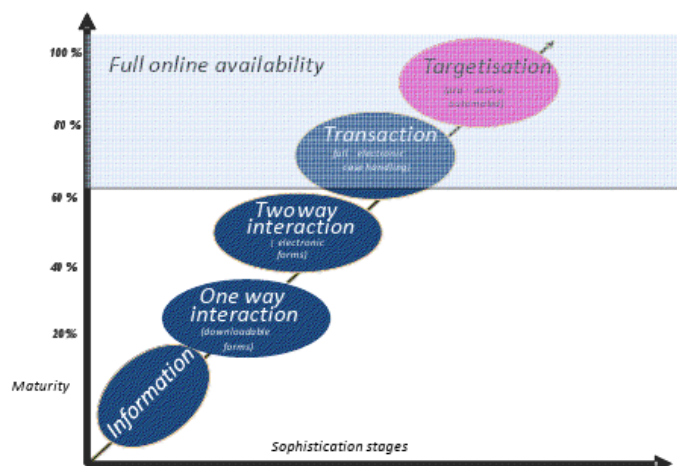 100 %
Full online availability
Targetisation
80 %
Transaction
(full electronic
case handling)
60 %
Twoway
interaction
( electronic
forms)
40 %
One way
interaction
(downloadable
forms)
20 %
Information
Maturity
Sophistication stages